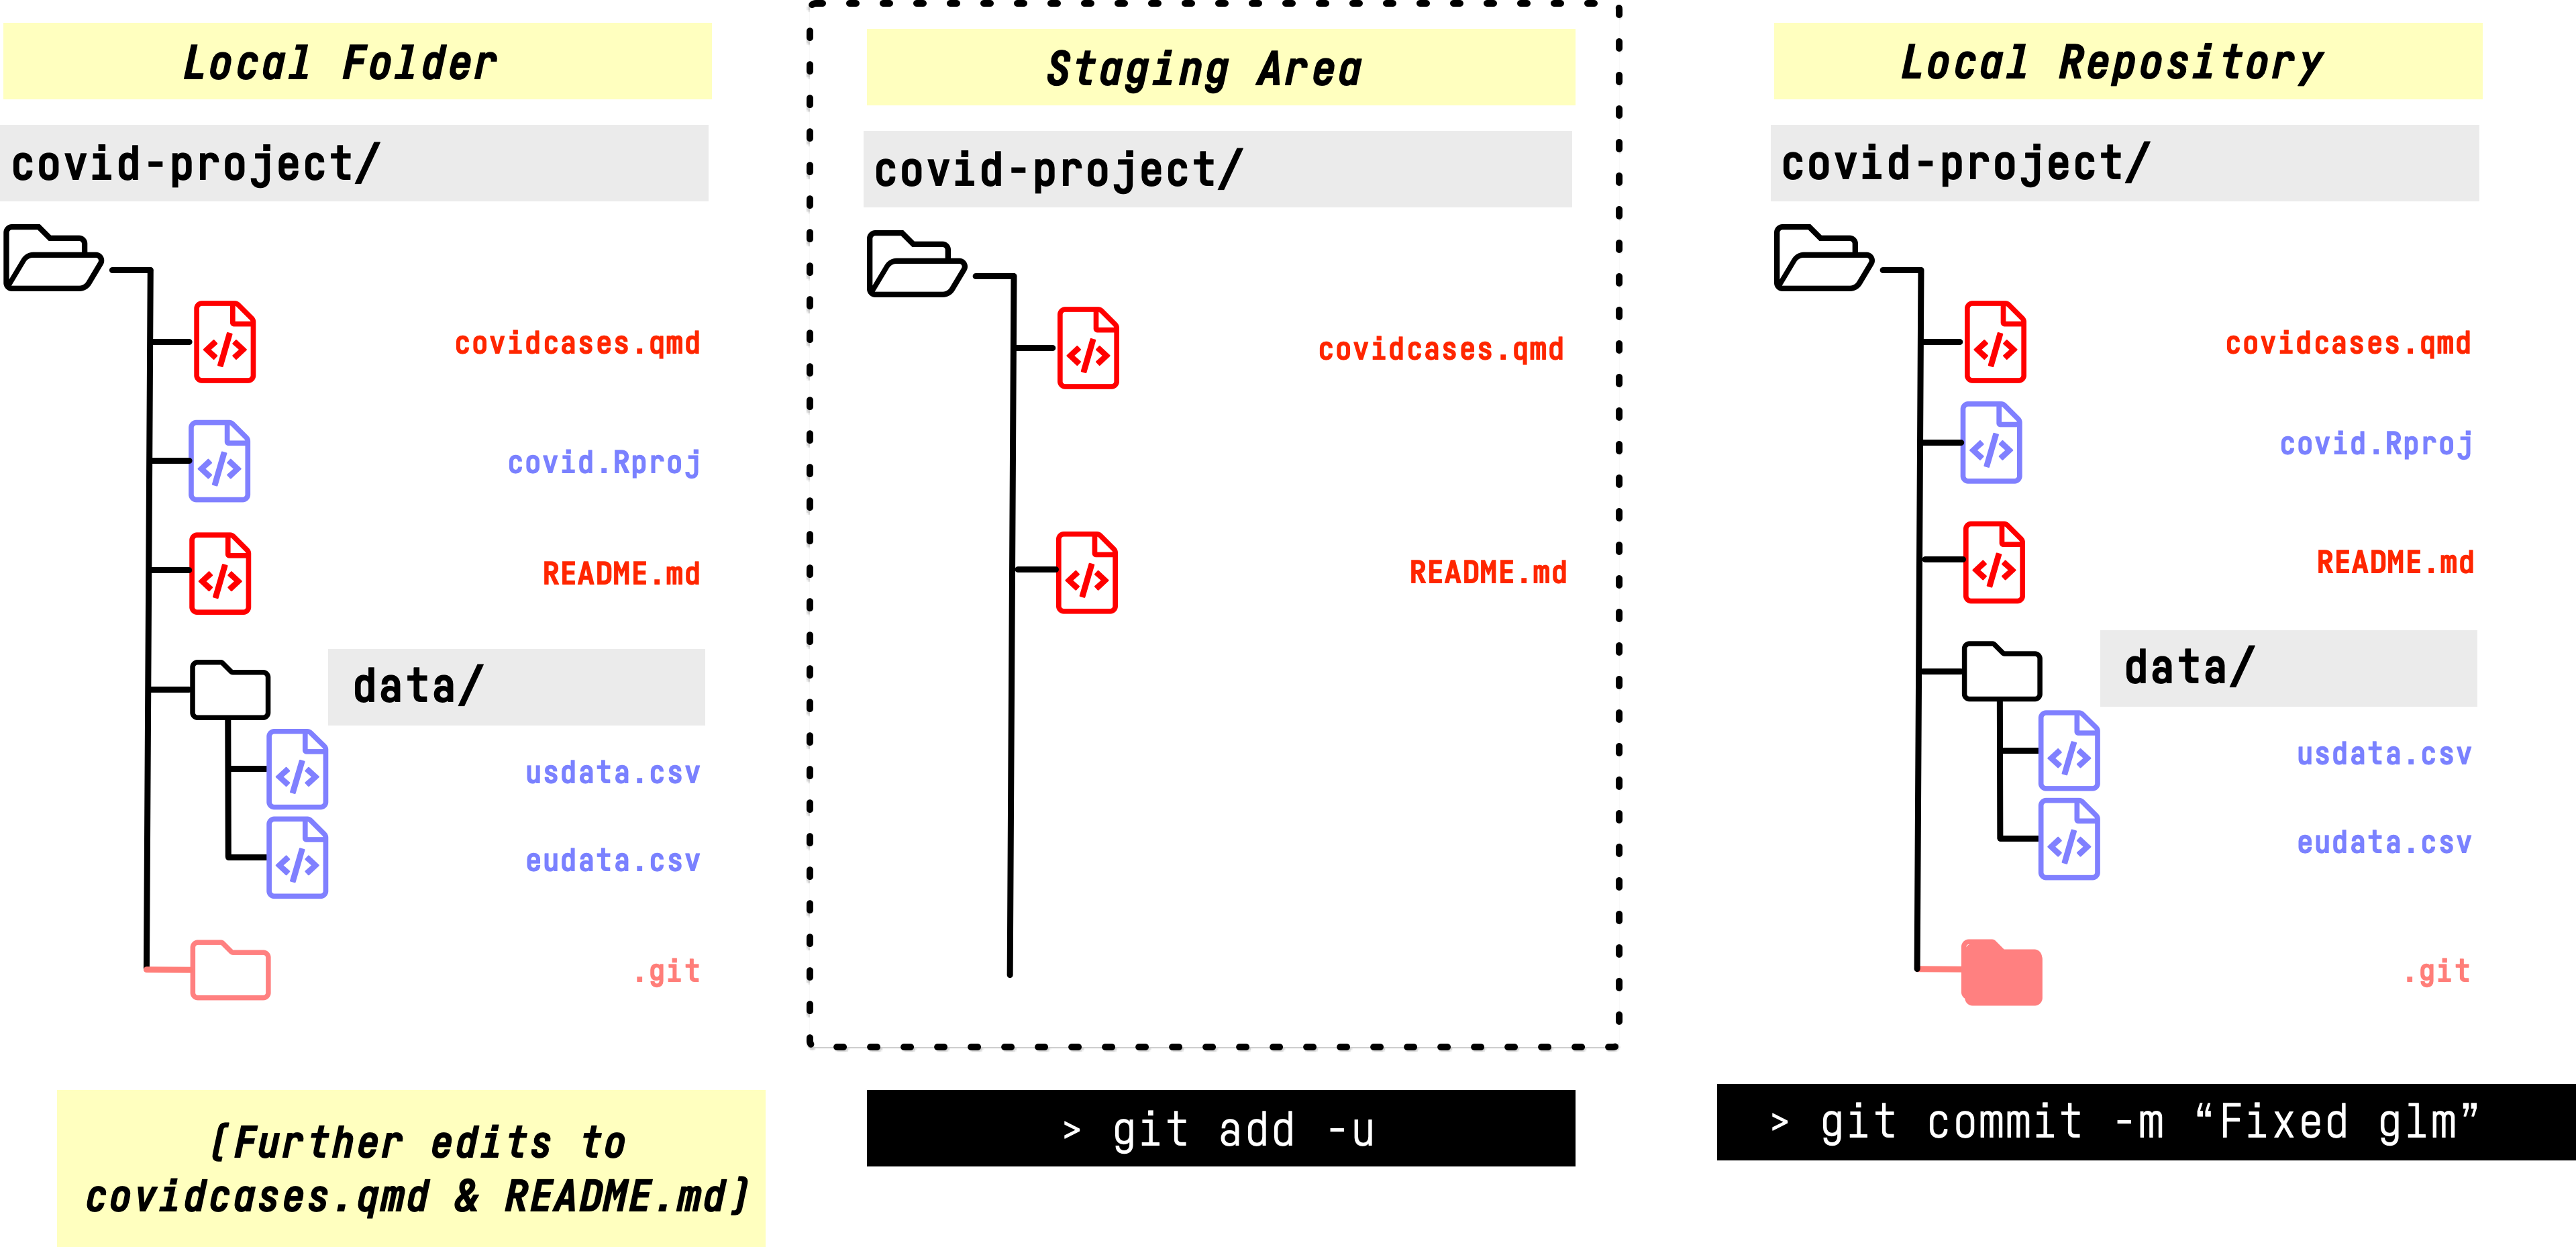 Local Folder
covid-project/
</>
covidcases.qmd
</>
covid.Rproj
</>
README.md
data/
</>
usdata.csv
</>
eudata.csv
.git
[Further edits to
covidcases.qmd & README.md]
Staging Area
covid-project/
</>
covidcases.qmd
</>
README.md
> git add -u
Local Repository
covid-project/
</>
covidcases.qmd
</>
covid.Rproj
</>
README.md
data/
</>
usdata.csv
</>
eudata.csv
.git
> git commit -m “Fixed glm”